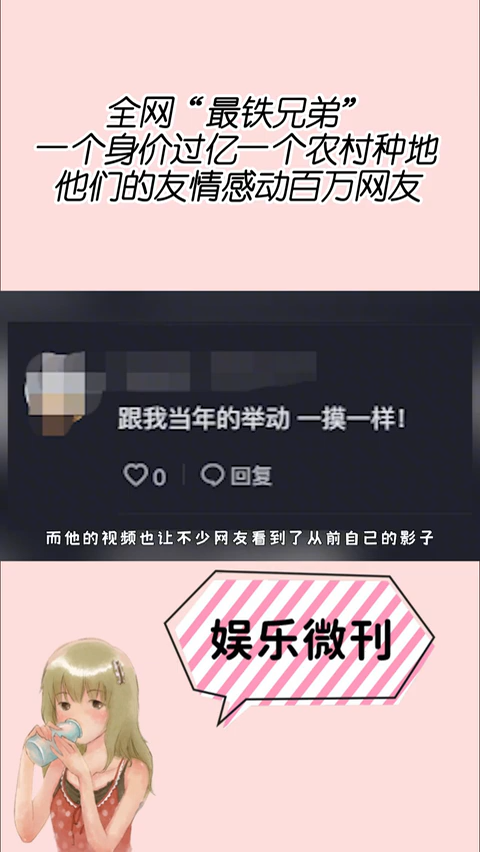 全网“最铁兄弟”
一个身价过亿一个农村种地
他们的友情感动百万网友
跟我当年的举动 一摸一样!
0 回复
而他的视频也让不少网友看到了从前自己的影子
娱乐微刊